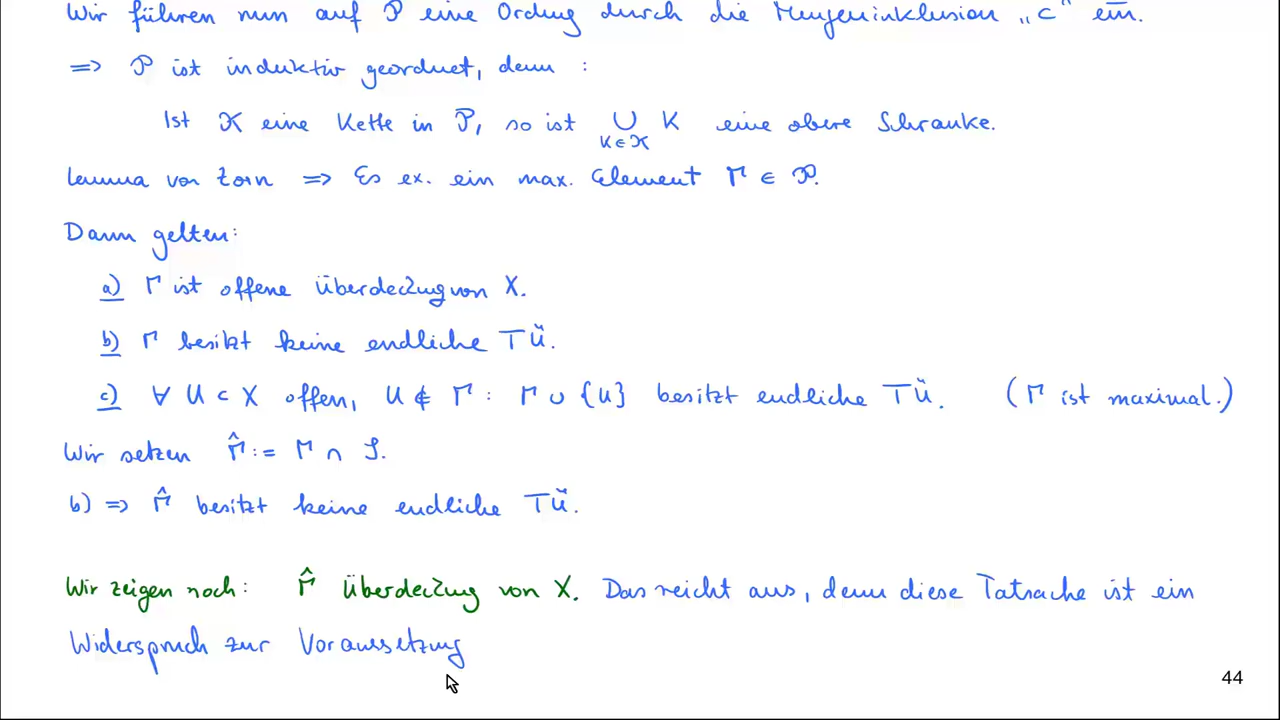 Wir führen nun auf 𝒫 eine Ordnug durch die Mengeninklusion „⊂" ein.
⟹ 𝒫 ist induktiv geordnet, denn :
Ist 𝒦 eine Kette in 𝒫, so ist ⋃_{K∈𝒦} K eine obere Schranke.
Lemma von Zorn ⟹ Es ex. ein max. Element Γ ∈ 𝒫.
Dann gelten:
a) Γ ist offene Überdeckug von X.
b) Γ besitzt keine endliche TÜ.
c) ∀ U ⊂ X offen, U ∉ Γ : Γ ∪ {U} besitzt endliche TÜ. (Γ ist maximal.)
Wir setzen Γ̂ := Γ ∩ 𝒮.
b) ⟹ Γ̂ besitzt keine endliche TÜ.
Wir zeigen noch: Γ̂ Überdeckung von X. Das reicht aus, denn diese Tatsache ist ein
Widerspruch zur Voraussetzung
44